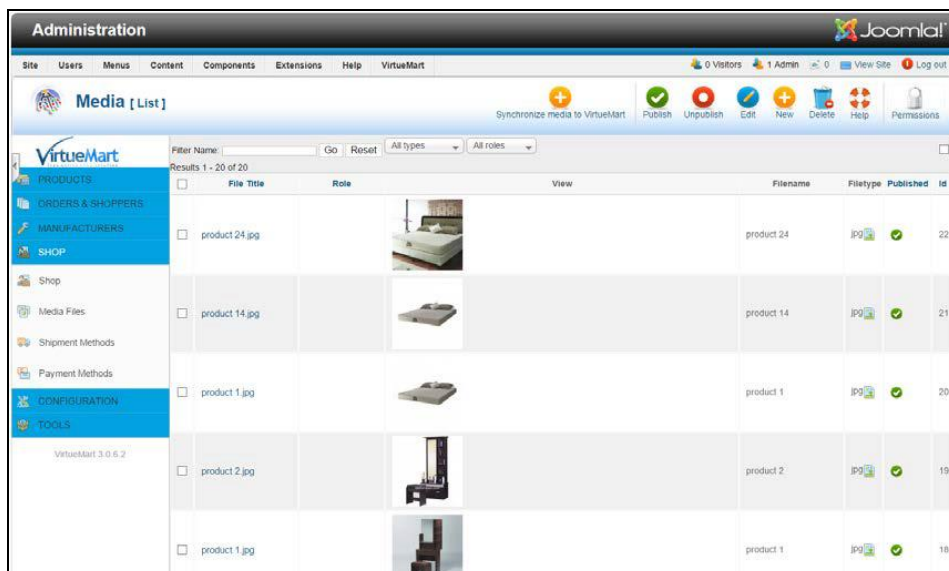 Administration
Joomla!
Site Users Menus Content Components Extensions Help VirtueMart 0 Visitors 1 Admin 0 View Site Log out
Media [ List ]
Synchronize media to VirtueMart Publish Unpublish Edit New Delete Help Permissions
VirtueMart
Filter Name: Go Reset All types All roles
Results 1 - 20 of 20
PRODUCTS
File Title Role View Filename Filetype Published Id
ORDERS & SHOPPERS
MANUFACTURERS
product 24.jpg product 24 jpg 22
SHOP
Shop
Media Files
product 14.jpg product 14 jpg 21
Shipment Methods
Payment Methods
product 1.jpg product 1 jpg 20
CONFIGURATION
TOOLS
VirtueMart 3.0.6.2
product 2.jpg product 2 jpg 19
product 1.jpg product 1 jpg 18